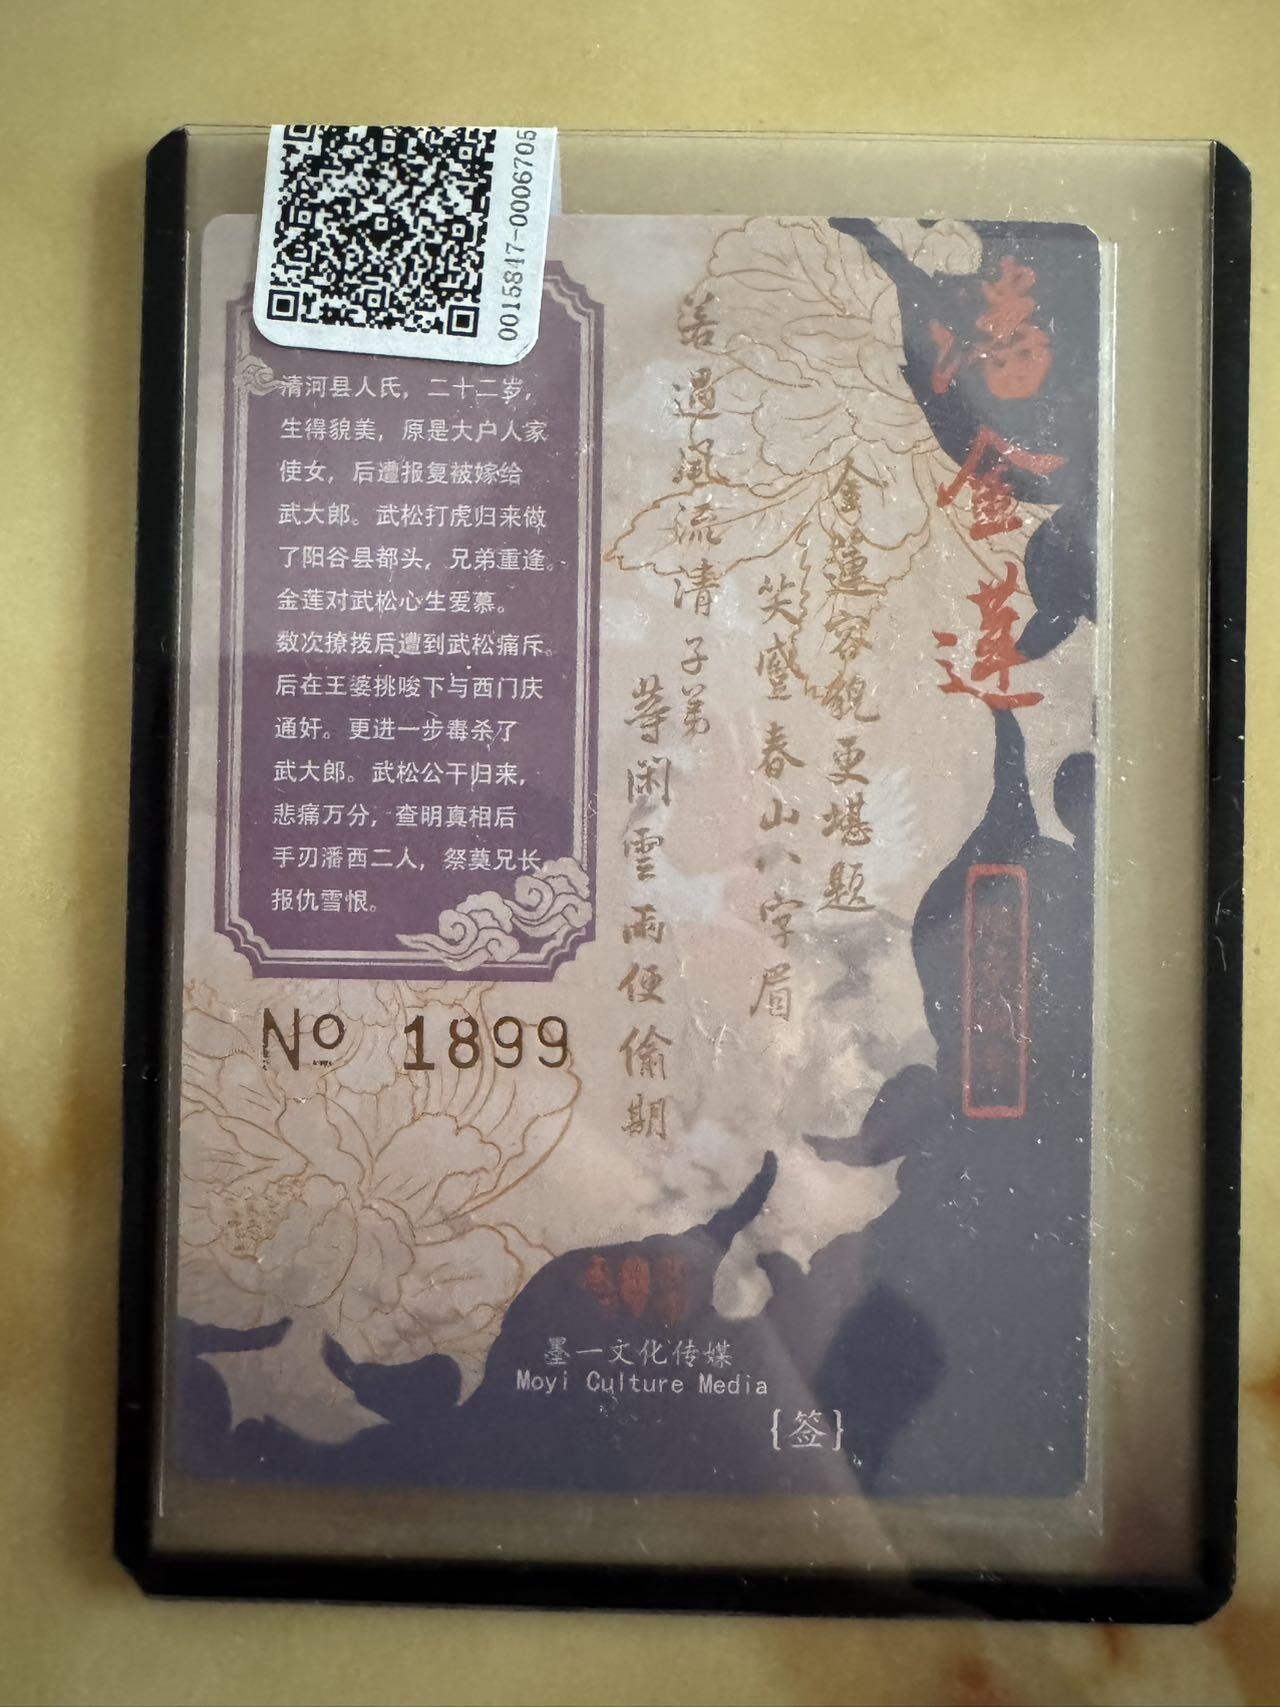 0015847-0006705
潘金莲
金蓮容貌更堪題
笑蹙春山八字眉
若遇風流清子弟
等闲雲雨便偷期
清河县人氏，二十二岁，
生得貌美，原是大户人家
使女，后遭报复被嫁给
武大郎。武松打虎归来做
了阳谷县都头，兄弟重逢。
金莲对武松心生爱慕。
数次撩拨后遭到武松痛斥。
后在王婆挑唆下与西门庆
通奸。更进一步毒杀了
武大郎。武松公干归来，
悲痛万分，查明真相后
手刃潘西二人，祭奠兄长，
报仇雪恨。
No 1899
墨一文化传媒
Moyi Culture Media
{签}